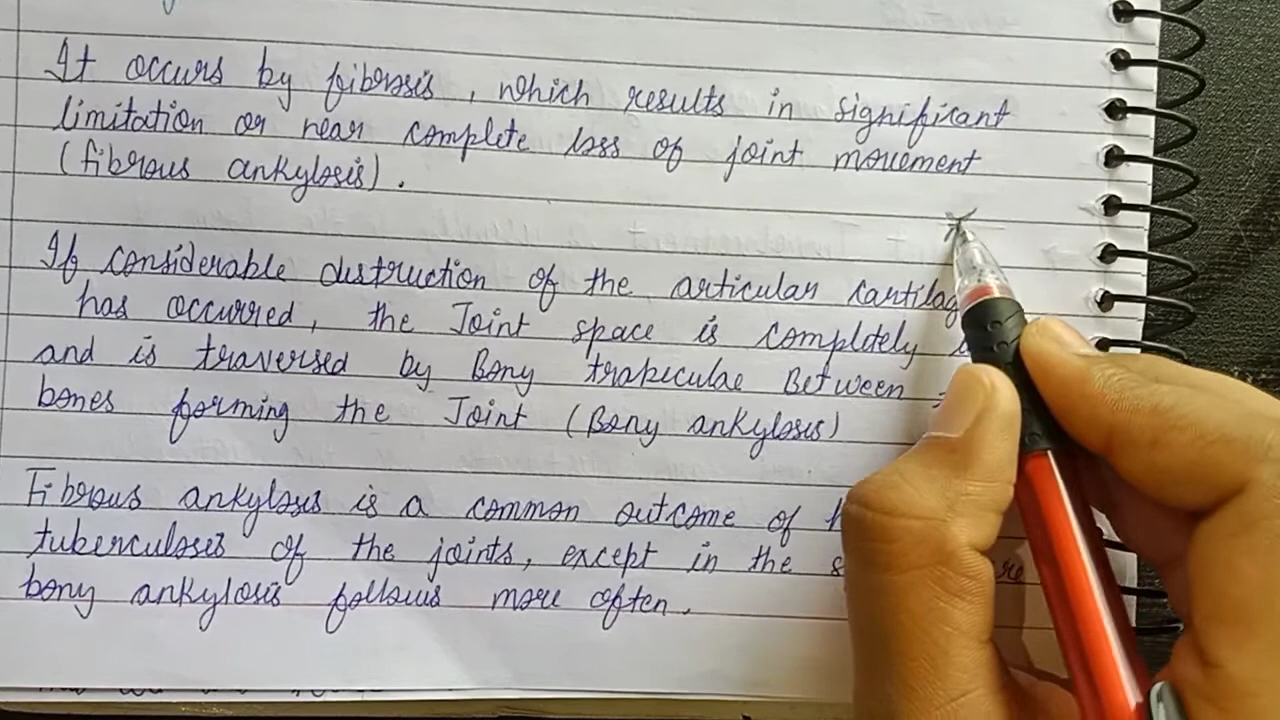 It occurs by fibrosis, which results in significant
limitation or near complete loss of joint movement
(fibrous ankylosis).
If considerable distruction of the articular cartilag
has occurred, the Joint space is completely
and is traversed by Bony trabeculae Between
bones forming the Joint (Bony ankylosis)
Fibrous ankylosis is a common outcome of h
tuberculoses of the joints, except in the s re
bony ankylosis follows more often.